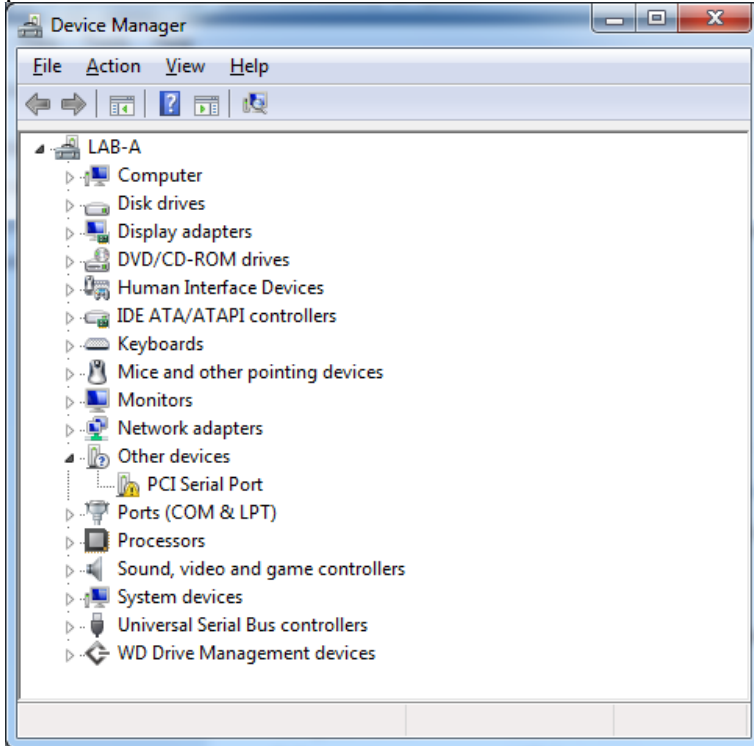 Device Manager
File Action View Help
LAB-A
Computer
Disk drives
Display adapters
DVD/CD-ROM drives
Human Interface Devices
IDE ATA/ATAPI controllers
Keyboards
Mice and other pointing devices
Monitors
Network adapters
Other devices
PCI Serial Port
Ports (COM & LPT)
Processors
Sound, video and game controllers
System devices
Universal Serial Bus controllers
WD Drive Management devices